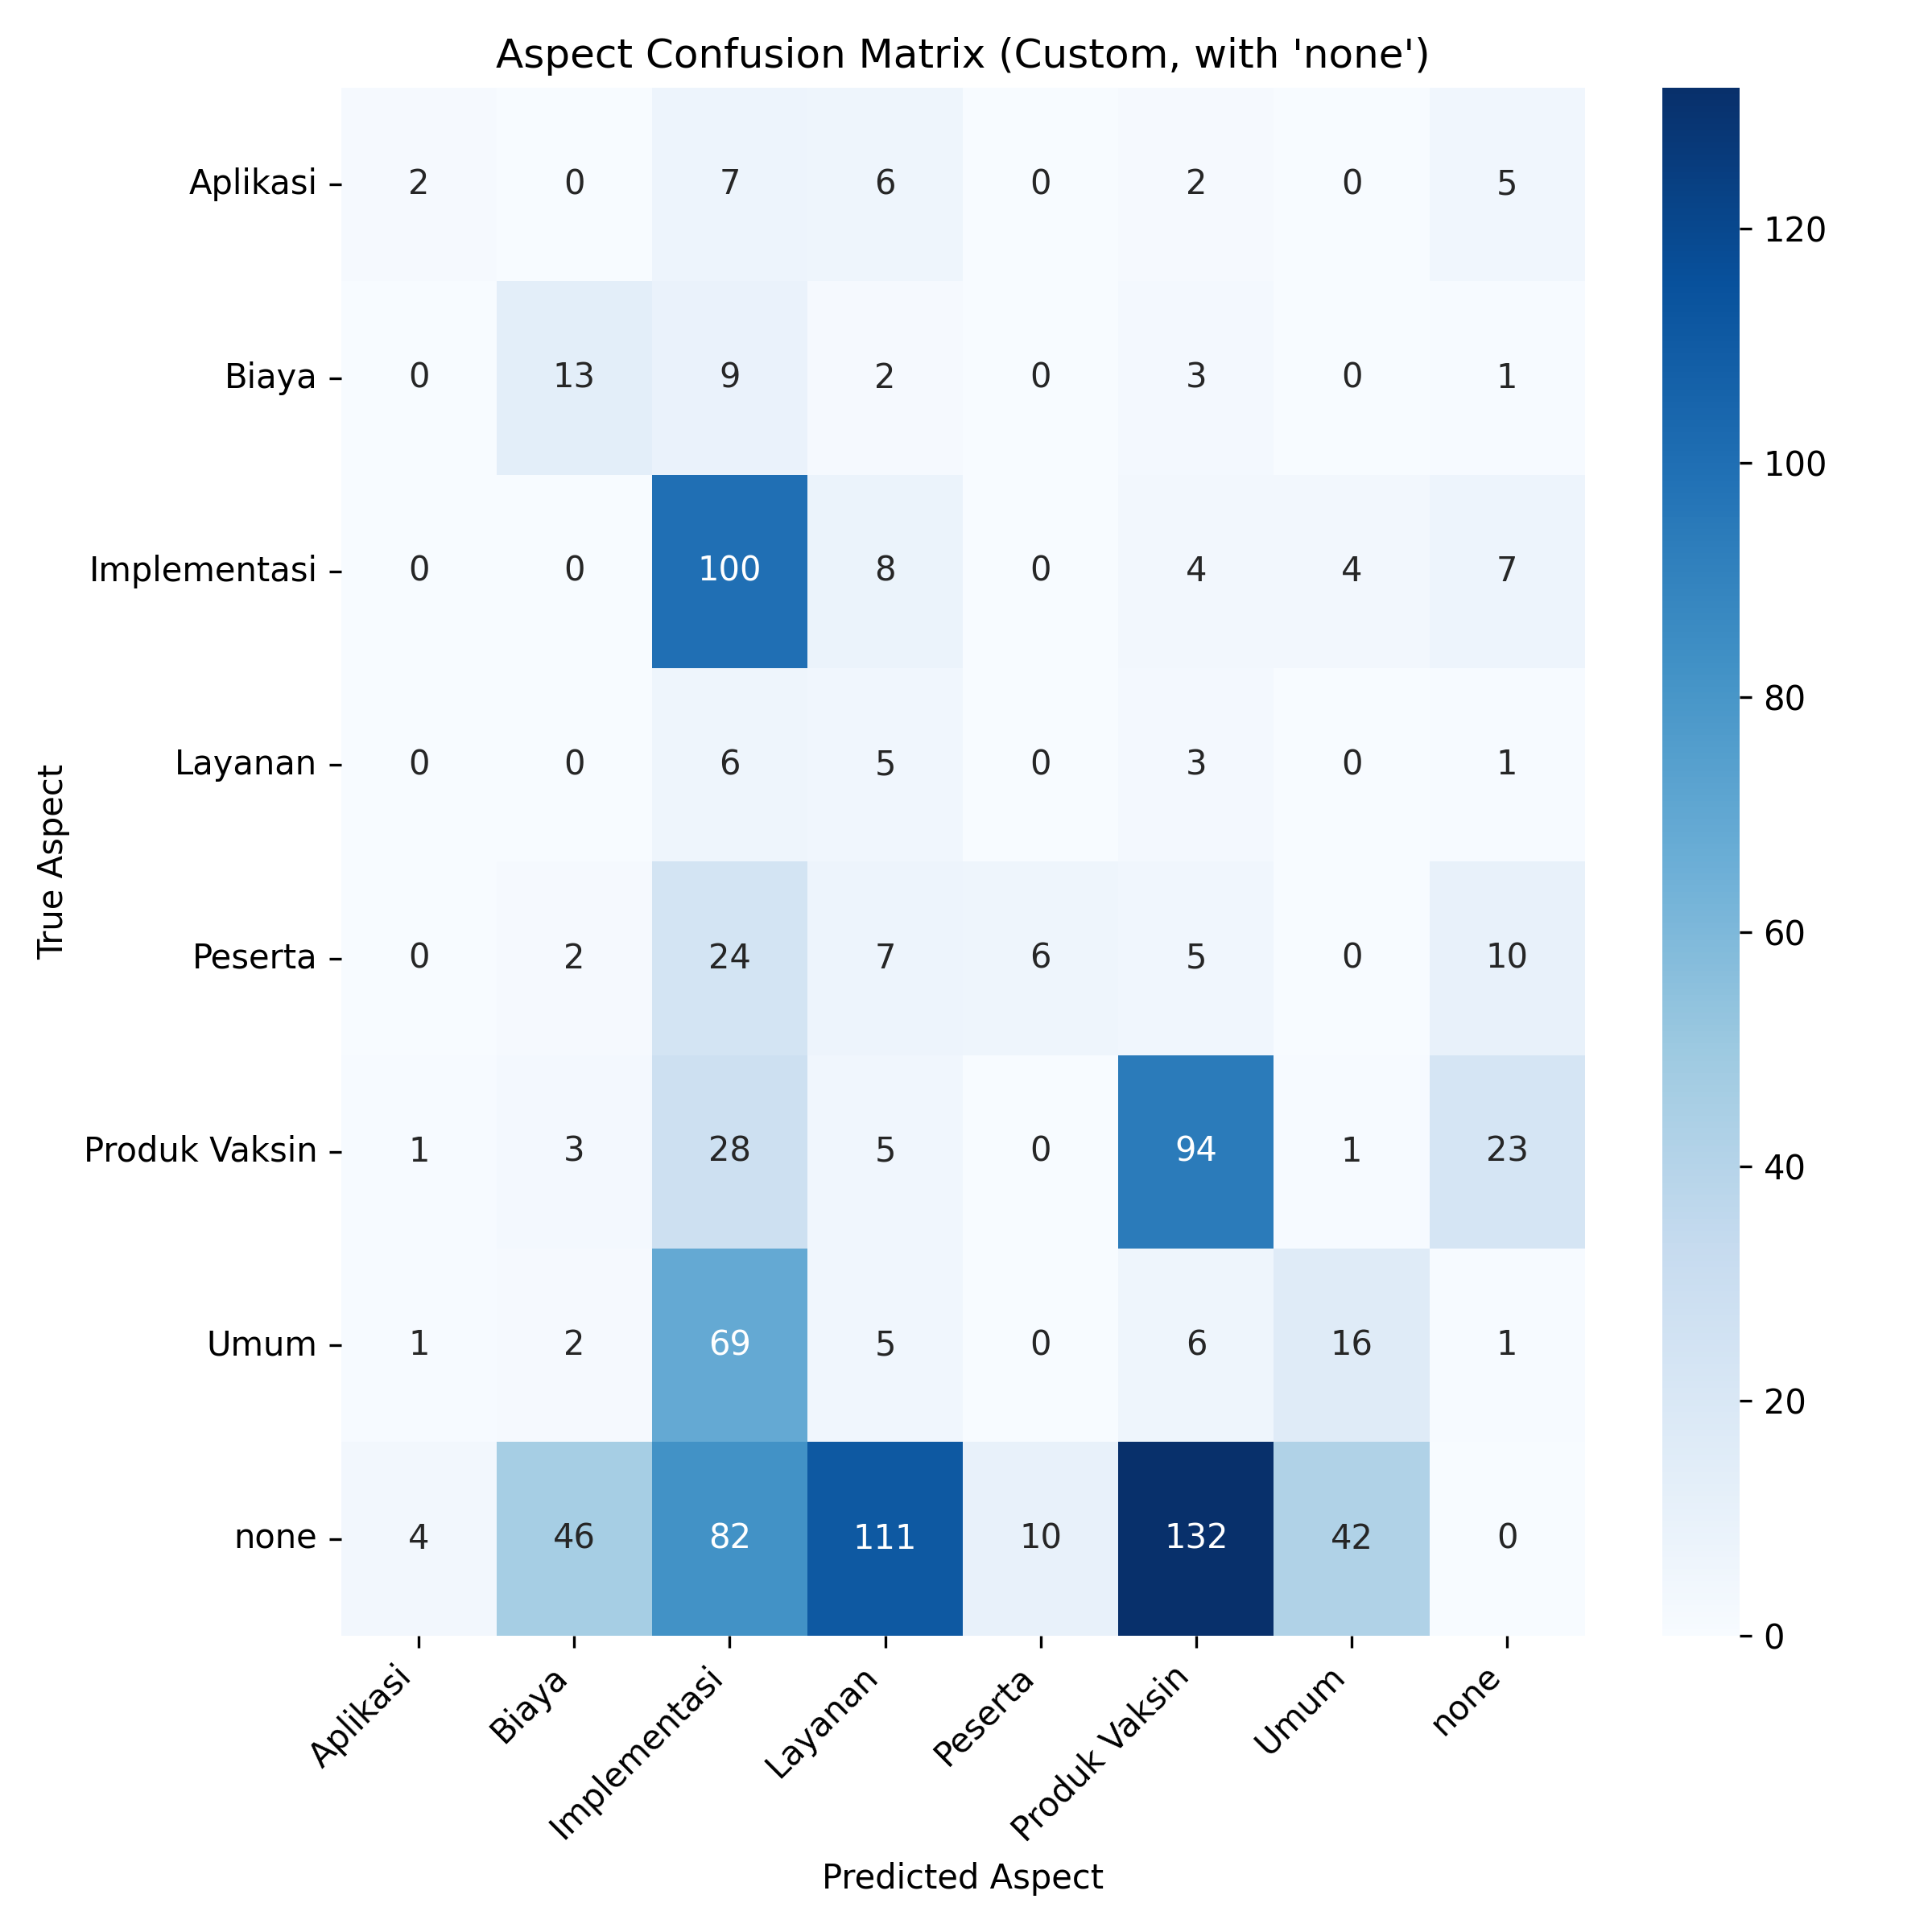 Aspect Confusion Matrix (Custom, with 'none')
True Aspect
Aplikasi 2 0 7 6 0 2 0 5
Biaya 0 13 9 2 0 3 0 1
Implementasi 0 0 100 8 0 4 4 7
Layanan 0 0 6 5 0 3 0 1
Peserta 0 2 24 7 6 5 0 10
Produk Vaksin 1 3 28 5 0 94 1 23
Umum 1 2 69 5 0 6 16 1
none 4 46 82 111 10 132 42 0
Aplikasi Biaya Implementasi Layanan Peserta Produk Vaksin Umum none
Predicted Aspect
120
100
80
60
40
20
0